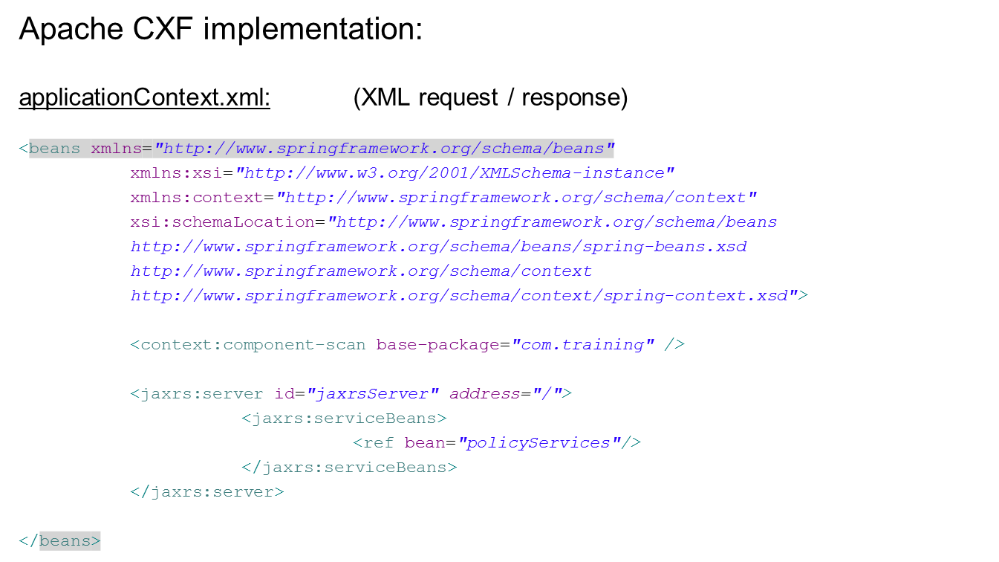 Apache CXF implementation:
applicationContext.xml: (XML request / response)
<beans xmlns="http://www.springframework.org/schema/beans"
xmlns:xsi="http://www.w3.org/2001/XMLSchema-instance"
xmlns:context="http://www.springframework.org/schema/context"
xsi:schemaLocation="http://www.springframework.org/schema/beans
http://www.springframework.org/schema/beans/spring-beans.xsd
http://www.springframework.org/schema/context
http://www.springframework.org/schema/context/spring-context.xsd">
<context:component-scan base-package="com.training" />
<jaxrs:server id="jaxrsServer" address="/">
<jaxrs:serviceBeans>
<ref bean="policyServices"/>
</jaxrs:serviceBeans>
</jaxrs:server>
</beans>